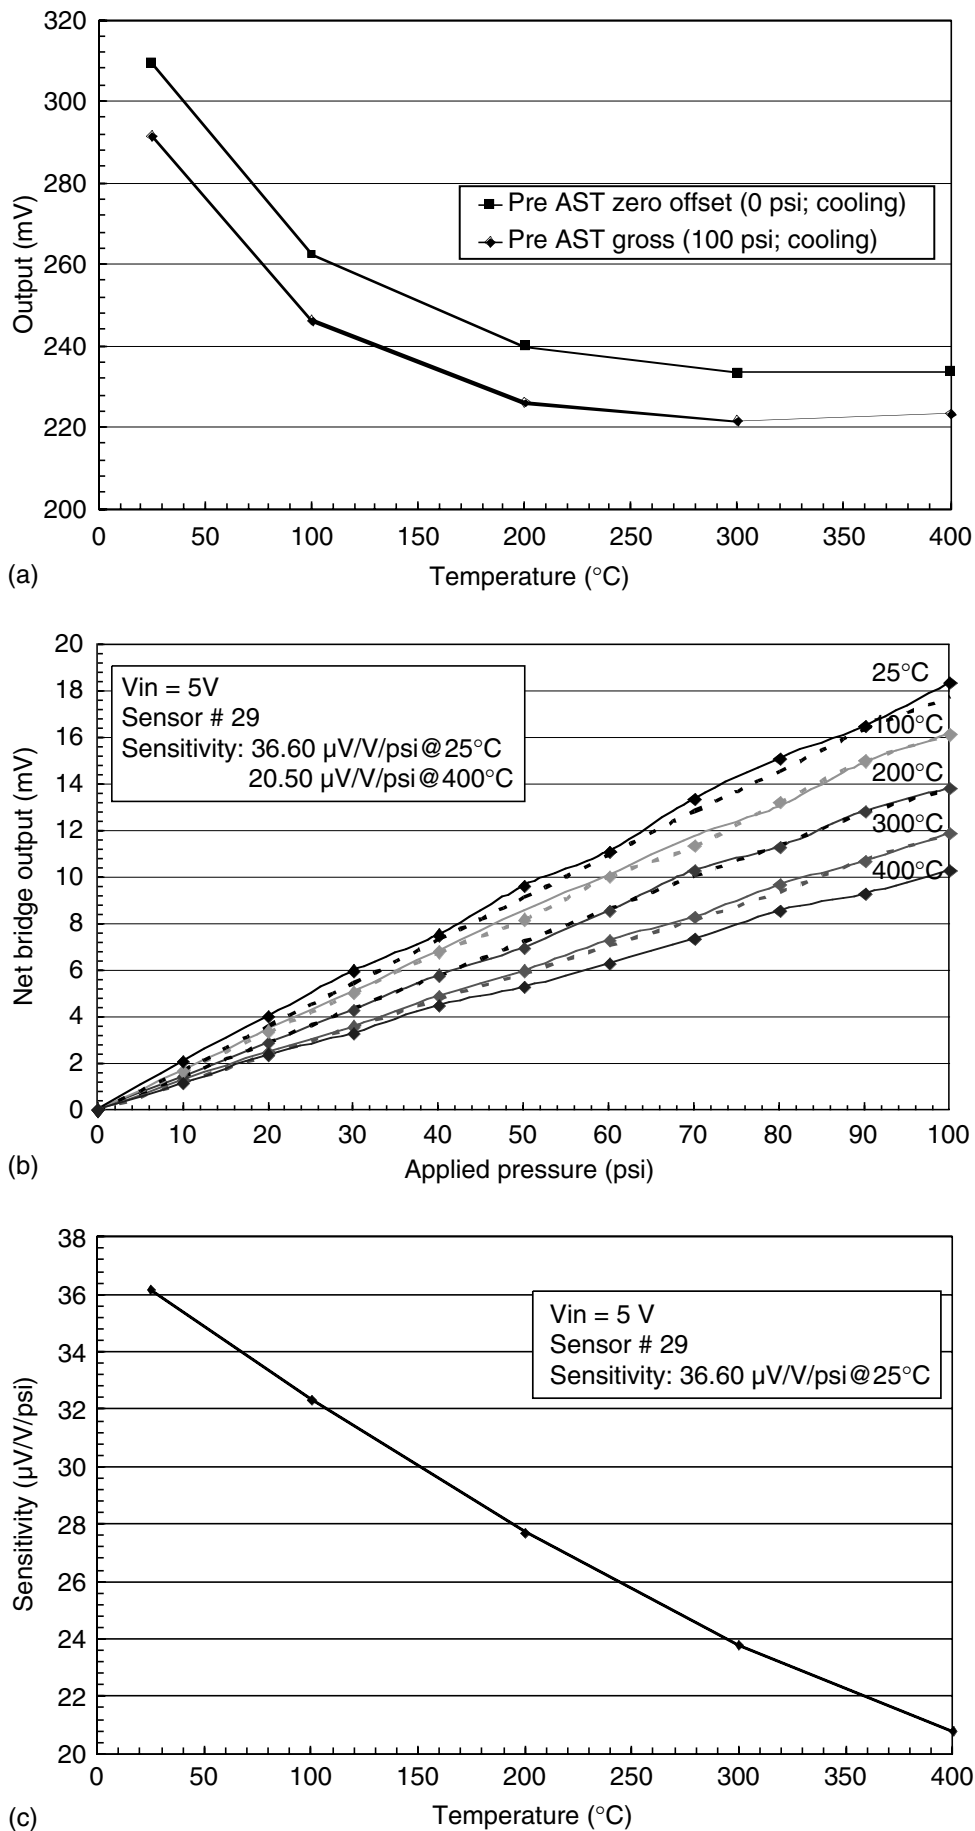 320
300
280
260
240
220
200
Output (mV)
Pre AST zero offset (0 psi; cooling)
Pre AST gross (100 psi; cooling)
0 50 100 150 200 250 300 350 400
Temperature (°C)
(a)
20
18
16
14
12
10
8
6
4
2
0
Net bridge output (mV)
Vin = 5V
Sensor # 29
Sensitivity: 36.60 µV/V/psi@25°C
20.50 µV/V/psi@400°C
25°C
100°C
200°C
300°C
400°C
0 10 20 30 40 50 60 70 80 90 100
Applied pressure (psi)
(b)
38
36
34
32
30
28
26
24
22
20
Sensitivity (µV/V/psi)
Vin = 5 V
Sensor # 29
Sensitivity: 36.60 µV/V/psi@25°C
0 50 100 150 200 250 300 350 400
Temperature (°C)
(c)